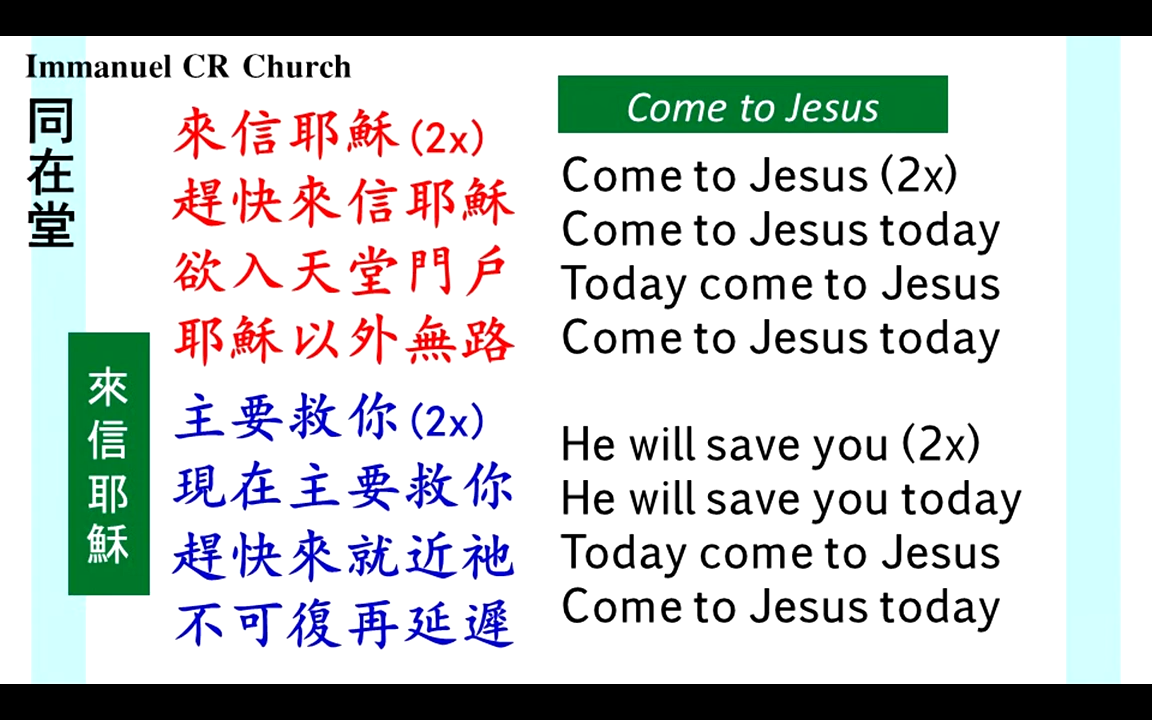 Immanuel CR Church
同在堂
來信耶穌
來信耶穌(2x)
趕快來信耶穌
欲入天堂門戶
耶穌以外無路
主要救你(2x)
現在主要救你
趕快來就近祂
不可復再延遲
Come to Jesus
Come to Jesus (2x)
Come to Jesus today
Today come to Jesus
Come to Jesus today
He will save you (2x)
He will save you today
Today come to Jesus
Come to Jesus today